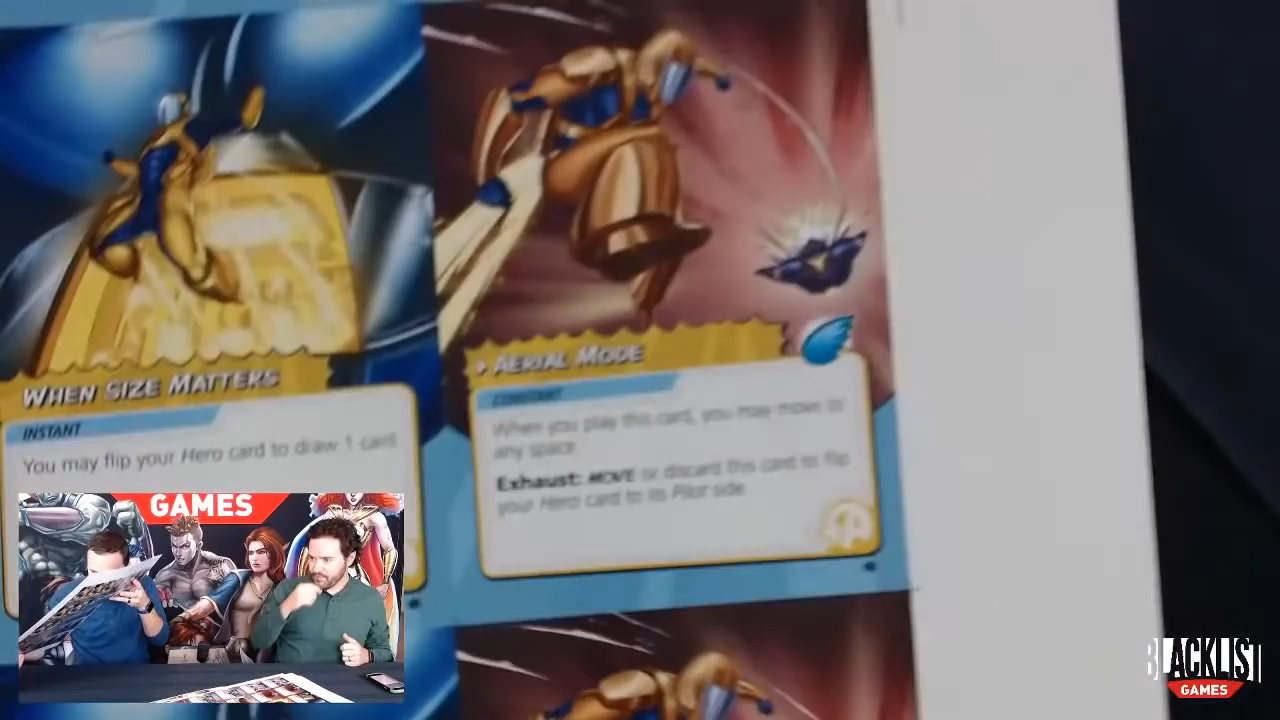 WHEN SIZE MATTERS
INSTANT
You may flip your Hero card to draw 1 card
AERIAL MODE
CONSTANT
When you play this card, you may move to
any space
Exhaust: MOVE or discard this card to flip
your Hero card to its Pilot side
GAMES
BLACKLIST
GAMES